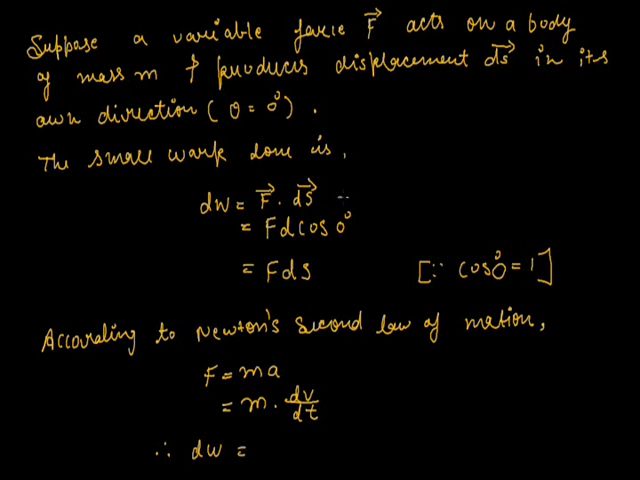 Suppose a variable force F⃗ acts on a body
of mass m & produces displacement ds⃗ in its
own direction (θ = 0°).
The small work done is,
dw = F⃗ . ds⃗
= F d cos 0°
= F ds [∵ cos 0° = 1]
According to Newton's second law of motion,
F = ma
= m . dv/dt
∴ dw =